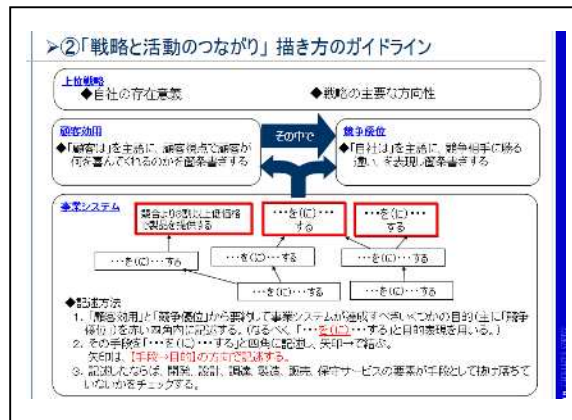 ➢②「戦略と活動のつながり」描き方のガイドライン
上位戦略
◆自社の存在意義
◆戦略の主要な方向性
顧客効用
◆「顧客は」を主語に、顧客視点で顧客が
何を喜んでくれるのかを箇条書きする
その中で
競争優位
◆「自社は」を主語に、競争相手に勝る
違い、を表現し箇条書きする
事業システム
競合より3割以上低価格
で製品を提供する
・・・を(に)・・・
する
・・・を(に)・・・
する
・・・を(に)・・・する
・・・を(に)・・・する
・・・を(に)・・・する
・・・を(に)・・・する
・・・を(に)・・・する
◆記述方法
1. 「顧客効用」と「競争優位」から要約して事業システムが達成すべきいくつかの目的(主に「競争
優位」)を赤い四角内に記述する。(なるべく、「・・・を(に)・・・する」と目的表現を用いる。)
2. その手段を「・・・を(に)・・・する」と四角に記述し、矢印→で結ぶ。
矢印は、【手段→目的】の方向で記述する。
3. 記述したならば、開発、設計、調達、製造、販売、保守サービスの要素が手段として抜け落ちて
いないかをチェックする。